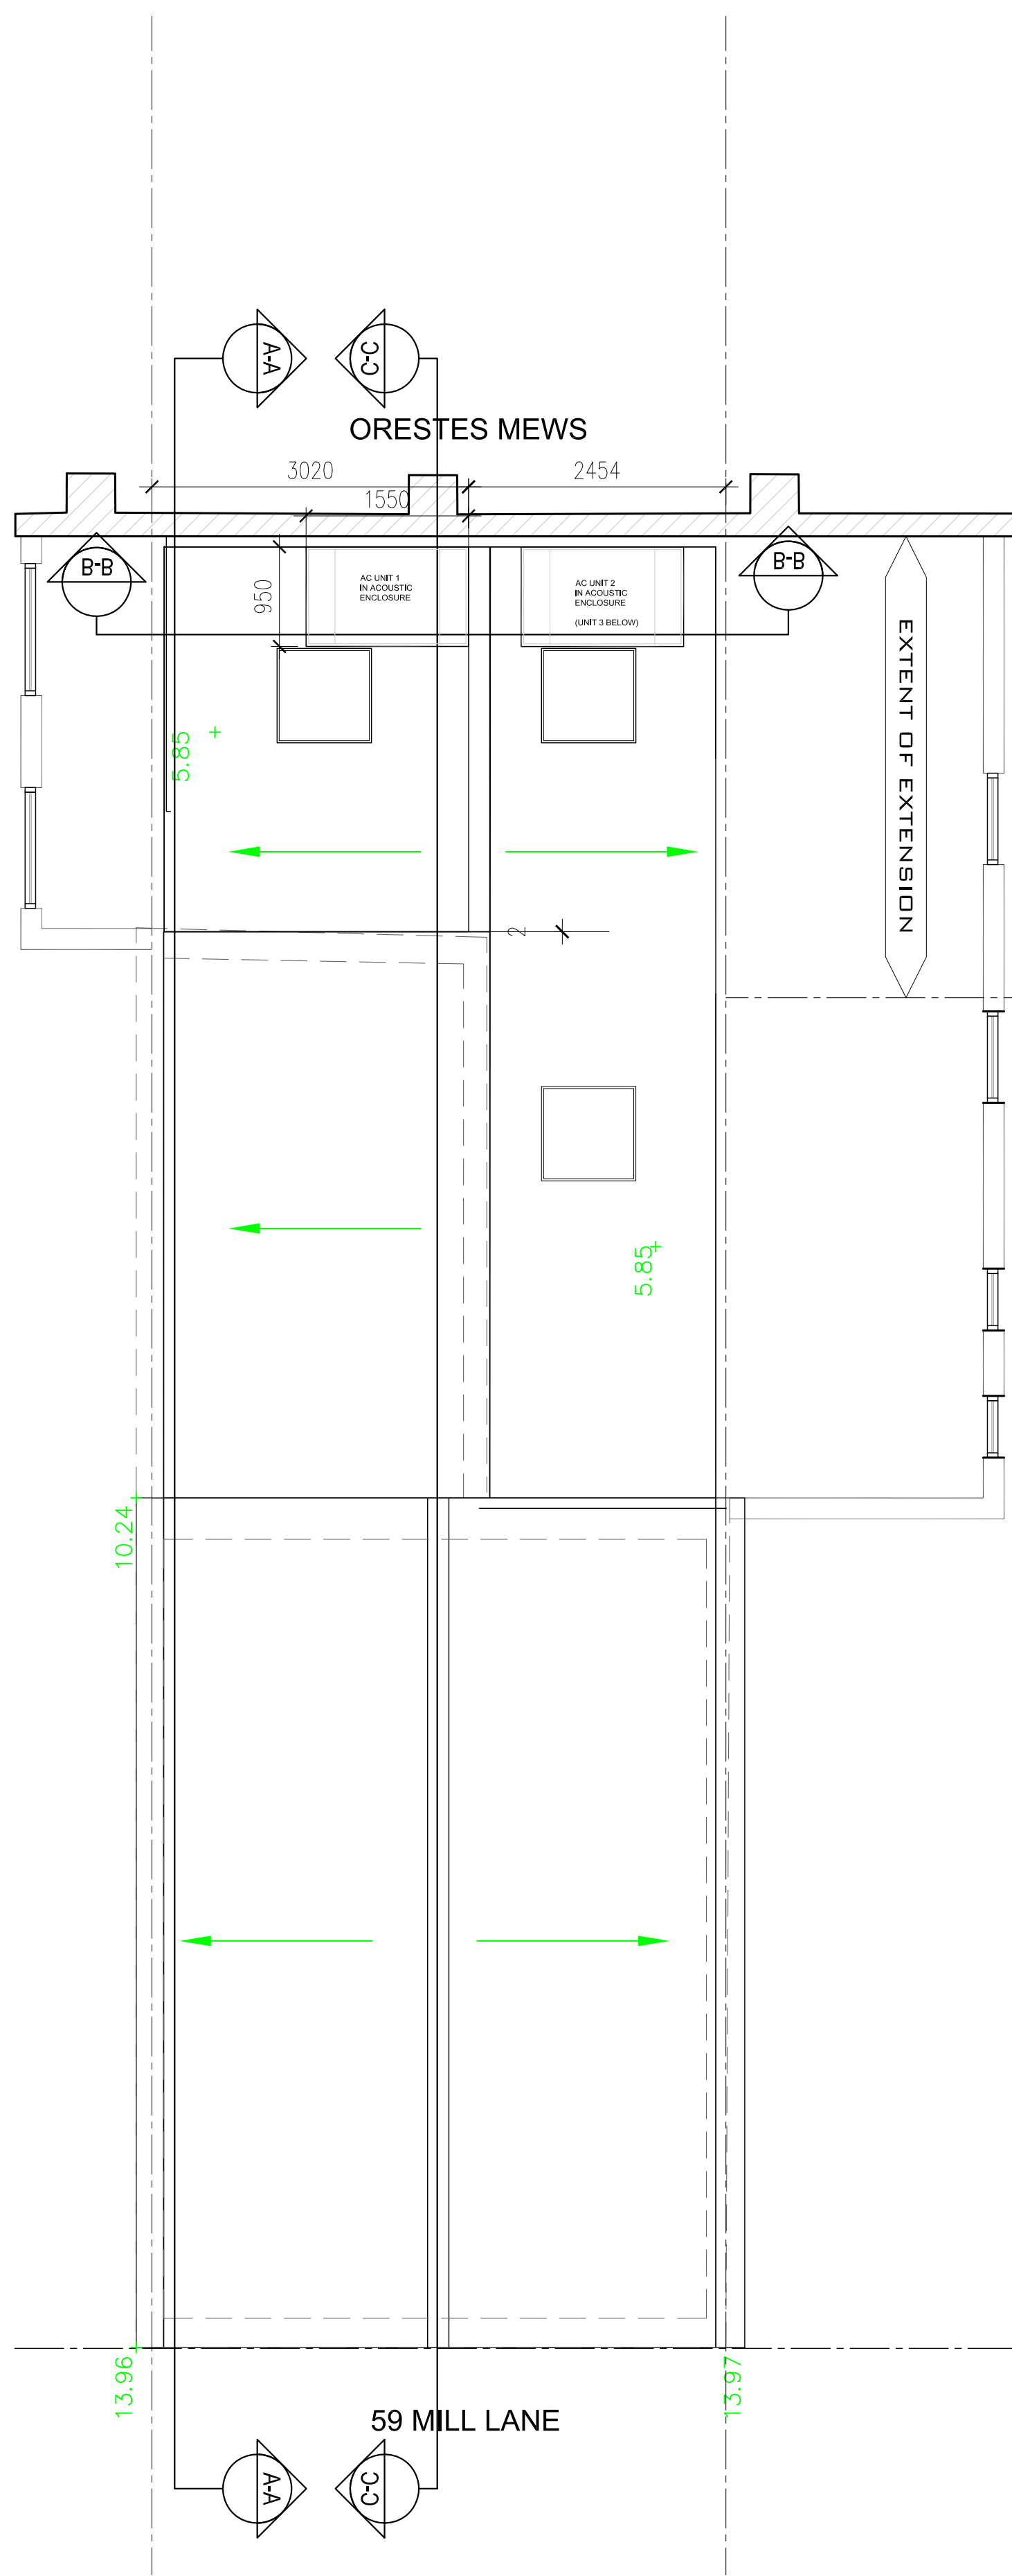 A-A
C-C
ORESTES MEWS
3020
2454
1550
B-B
B-B
AC UNIT 1
IN ACOUSTIC
ENCLOSURE
AC UNIT 2
IN ACOUSTIC
ENCLOSURE
(UNIT 3 BELOW)
950
EXTENT OF EXTENSION
5.85
2
5.85
10.24
13.96
13.97
59 MILL LANE
A-A
C-C